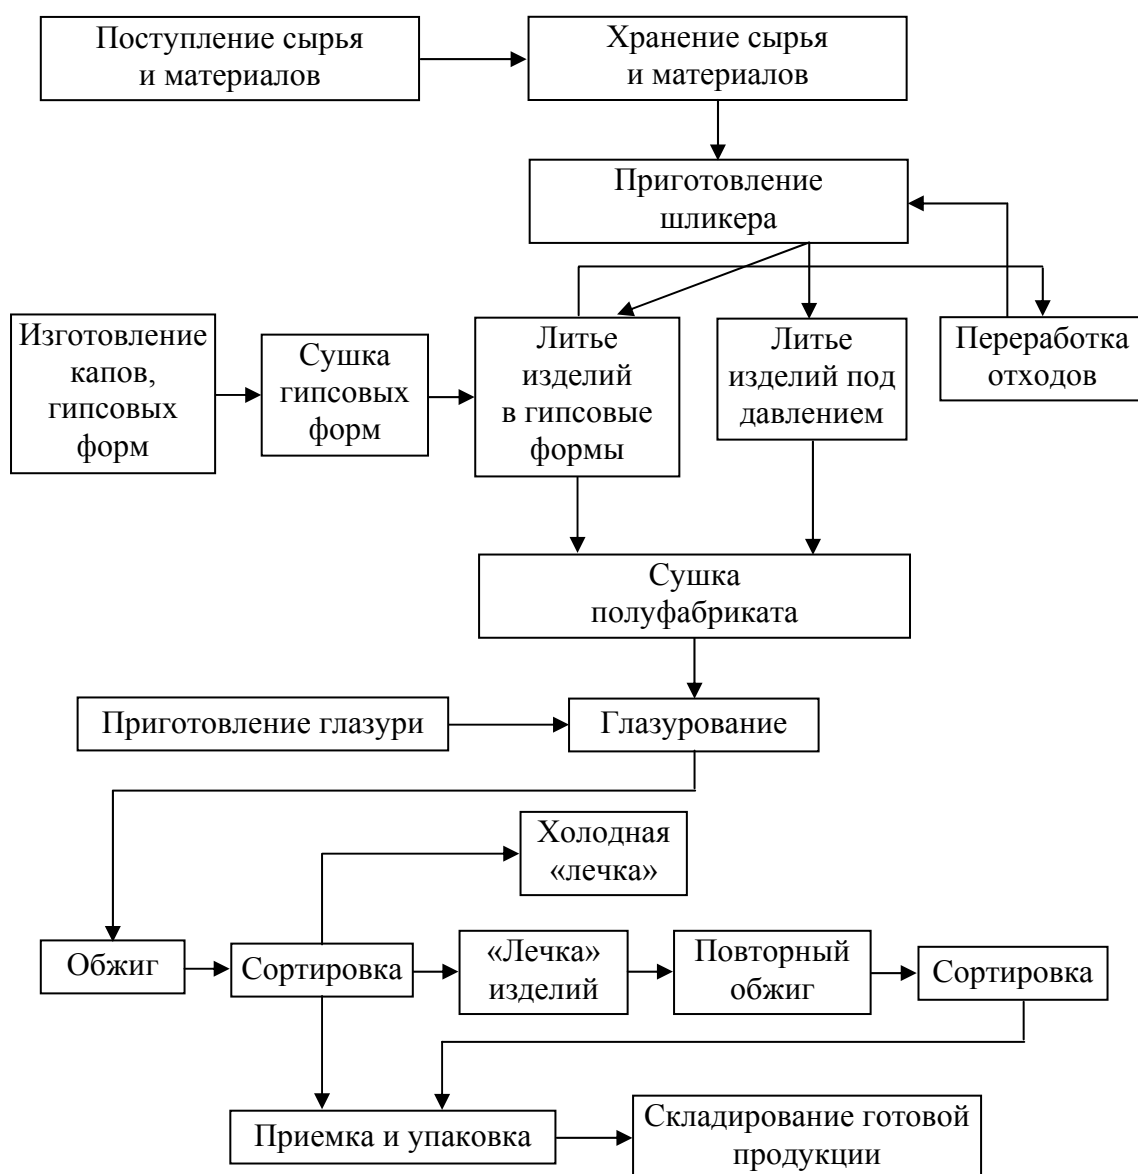 Поступление сырья
и материалов
Хранение сырья
и материалов
Приготовление
шликера
Изготовление
капов,
гипсовых
форм
Сушка
гипсовых
форм
Литье
изделий
в гипсовые
формы
Литье
изделий под
давлением
Переработка
отходов
Сушка
полуфабриката
Приготовление глазури
Глазурование
Холодная
«лечка»
Обжиг
Сортировка
«Лечка»
изделий
Повторный
обжиг
Сортировка
Приемка и упаковка
Складирование готовой
продукции